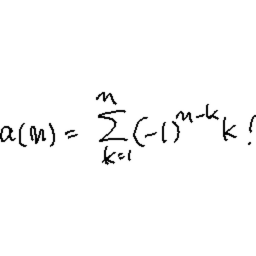 a(n) = \sum_{k=1}^{n} (-1)^{n-k} k!